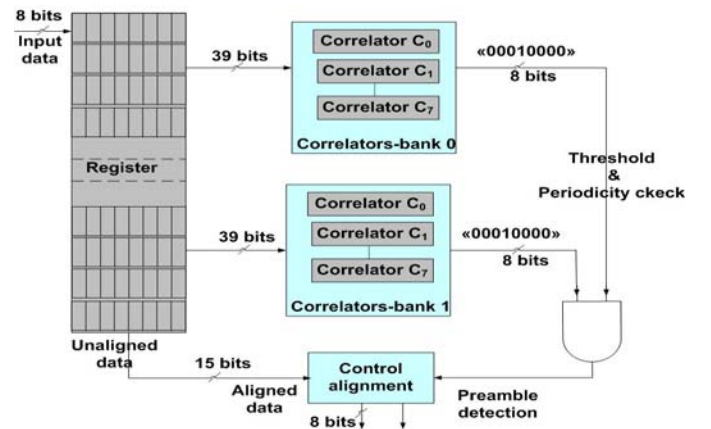 8 bits
Input
data
Register
39 bits
Correlator C₀
Correlator C₁
Correlator C₇
Correlators-bank 0
«00010000»
8 bits
Threshold
&
Periodicity ckeck
39 bits
Correlator C₀
Correlator C₁
Correlator C₇
Correlators-bank 1
«00010000»
8 bits
Unaligned
data
15 bits
Aligned
data
Control
alignment
8 bits
Preamble
detection